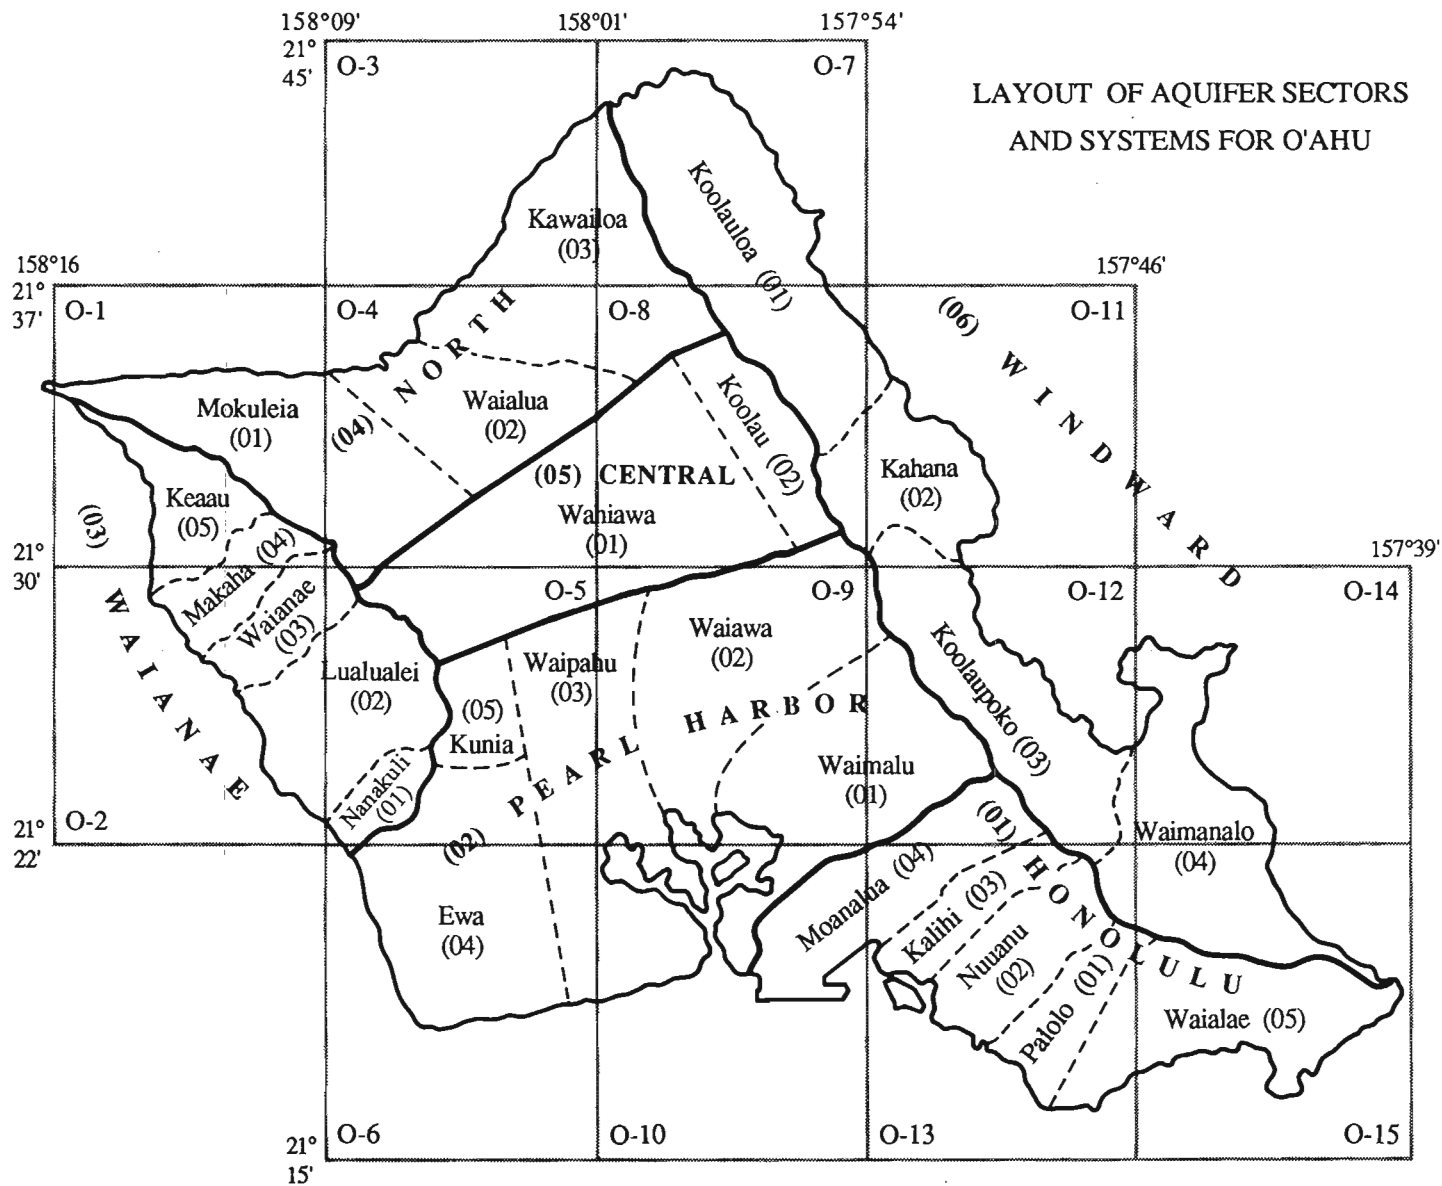 158°09'
158°01'
157°54'
21°
45'
O-3
O-7
LAYOUT OF AQUIFER SECTORS
AND SYSTEMS FOR O'AHU
Koolauloa (01)
Kawailoa
(03)
158°16
21°
37'
157°46'
O-1
O-4
O-8
O-11
(04) NORTH
(06) WINDWARD
Mokuleia
(01)
Waialua
(02)
Koolau (02)
(05) CENTRAL
Wahiawa
(01)
Kahana
(02)
Keaau
(05)
(03) WAIANAE
Makaha (04)
Waianae
(03)
21°
30'
157°39'
O-5
O-9
O-12
O-14
Waipahu
(03)
Waiawa
(02)
Koolaupoko (03)
Lualualei
(02)
(05)
Kunia
(02) PEARL HARBOR
Nanakuli
(01)
Waimalu
(01)
(01) HONOLULU
21°
22'
O-2
Waimanalo
(04)
Moanalua (04)
Kalihi (03)
Ewa
(04)
Nuuanu
(02)
Palolo (01)
Waialae (05)
21°
15'
O-6
O-10
O-13
O-15